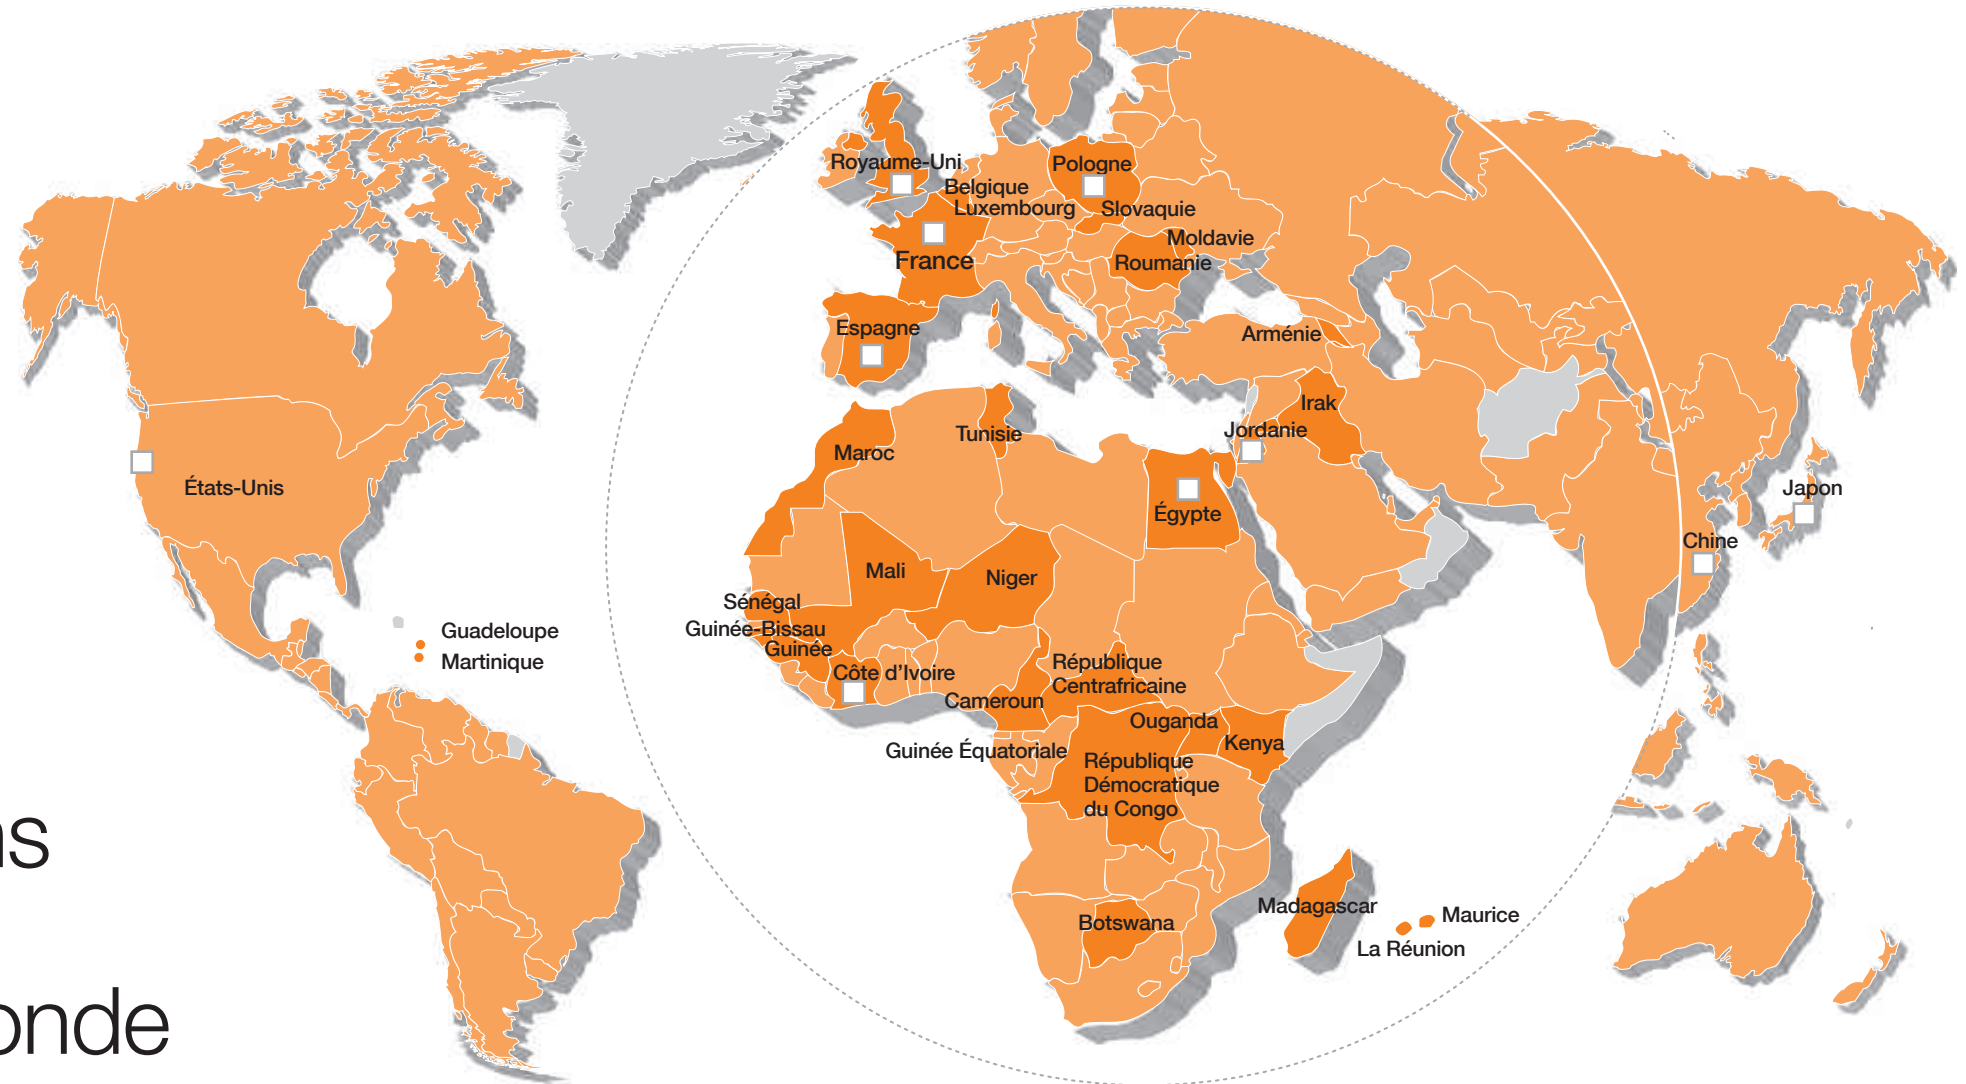 Royaume-Uni
Pologne
Belgique
Luxembourg
Slovaquie
Moldavie
France
Roumanie
Espagne
Arménie
Irak
Tunisie
Jordanie
Maroc
États-Unis
Japon
Égypte
Chine
Mali
Niger
Sénégal
Guinée-Bissau
Guadeloupe
Guinée
Martinique
République
Centrafricaine
Côte d'Ivoire
Cameroun
Ouganda
Kenya
Guinée Équatoriale
République
Démocratique
du Congo
ns
Madagascar
Maurice
Botswana
La Réunion
onde